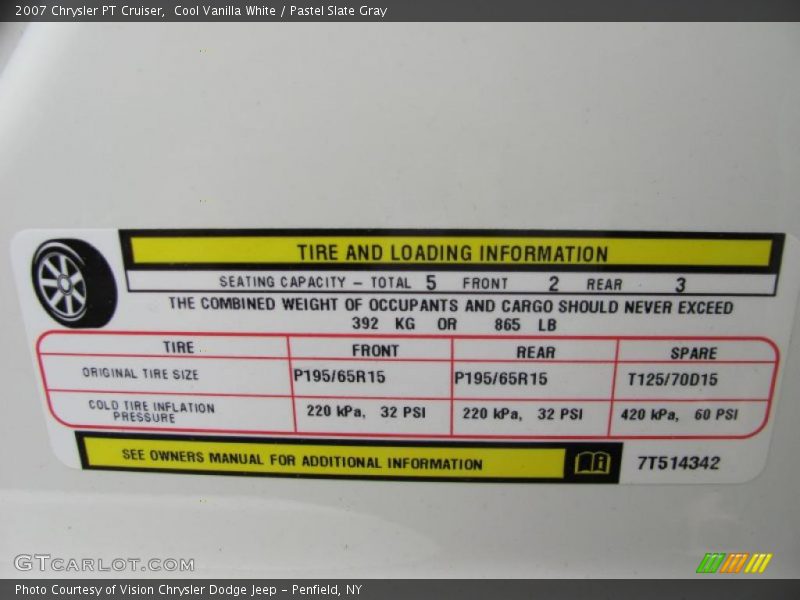 2007 Chrysler PT Cruiser,  Cool Vanilla White / Pastel Slate Gray
TIRE AND LOADING INFORMATION
SEATING CAPACITY – TOTAL 5 FRONT 2 REAR 3
THE COMBINED WEIGHT OF OCCUPANTS AND CARGO SHOULD NEVER EXCEED
392 KG OR 865 LB
TIRE FRONT REAR SPARE
ORIGINAL TIRE SIZE P195/65R15 P195/65R15 T125/70D15
COLD TIRE INFLATION PRESSURE 220 kPa, 32 PSI 220 kPa, 32 PSI 420 kPa, 60 PSI
SEE OWNERS MANUAL FOR ADDITIONAL INFORMATION 7T514342
GTCARLOT.COM
Photo Courtesy of Vision Chrysler Dodge Jeep – Penfield, NY